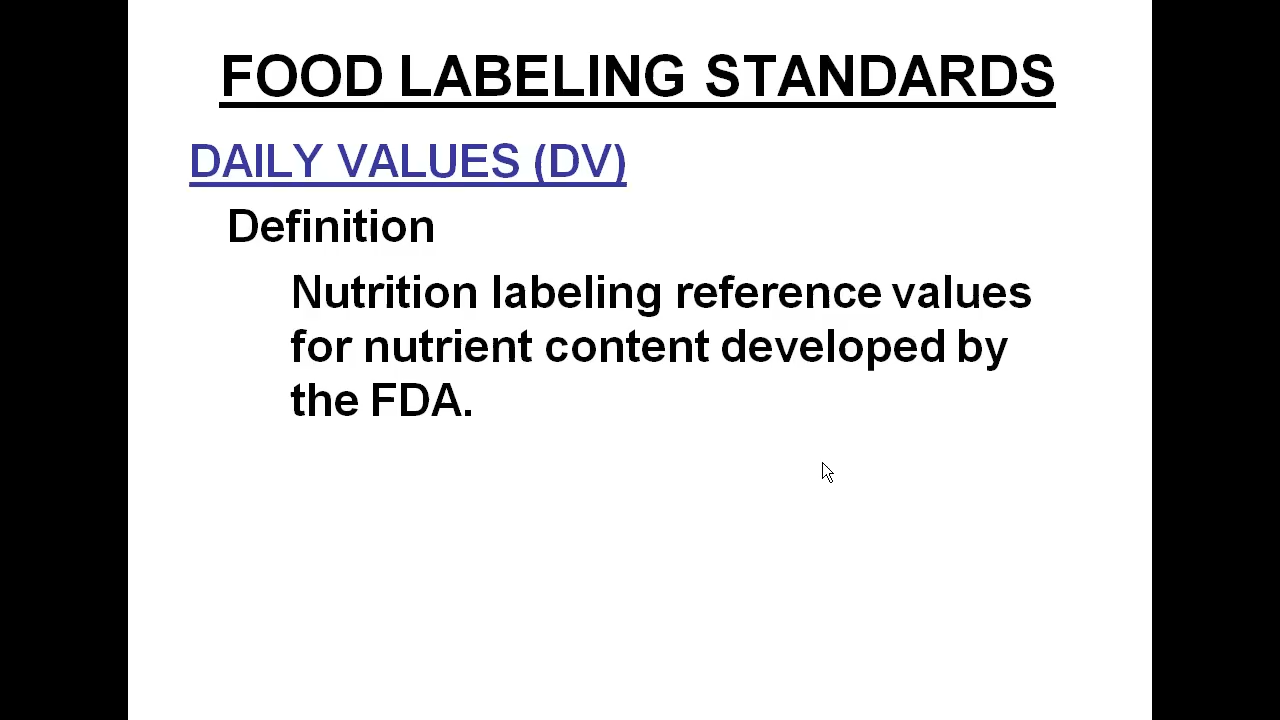 FOOD LABELING STANDARDS
DAILY VALUES (DV)
Definition
Nutrition labeling reference values
for nutrient content developed by
the FDA.